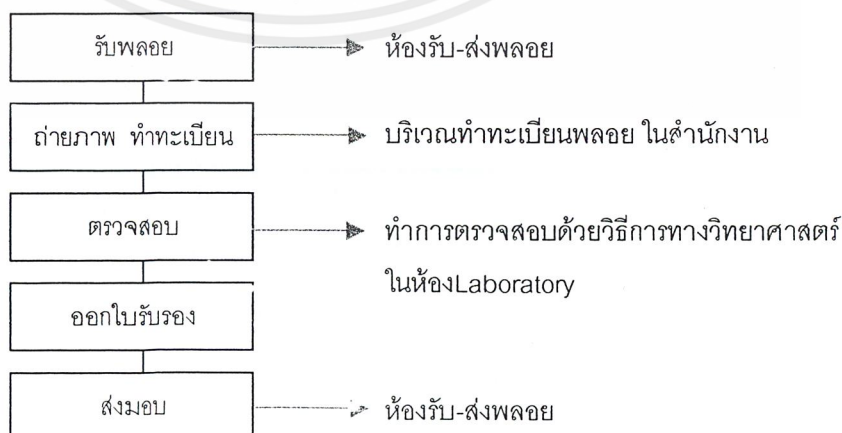 รับพลอย
ห้องรับ-ส่งพลอย
ถ่ายภาพ ทำทะเบียน
บริเวณทำทะเบียนพลอย ในสำนักงาน
ตรวจสอบ
ทำการตรวจสอบด้วยวิธีการทางวิทยาศาสตร์
ในห้องLaboratory
ออกใบรับรอง
ส่งมอบ
ห้องรับ-ส่งพลอย